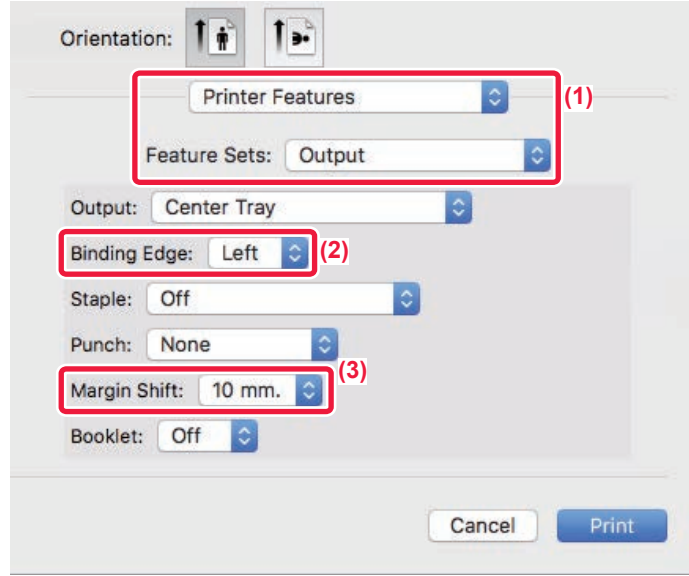 Orientation:
Printer Features
(1)
Feature Sets: Output
Output: Center Tray
Binding Edge: Left
(2)
Staple: Off
Punch: None
(3)
Margin Shift: 10 mm.
Booklet: Off
Cancel Print